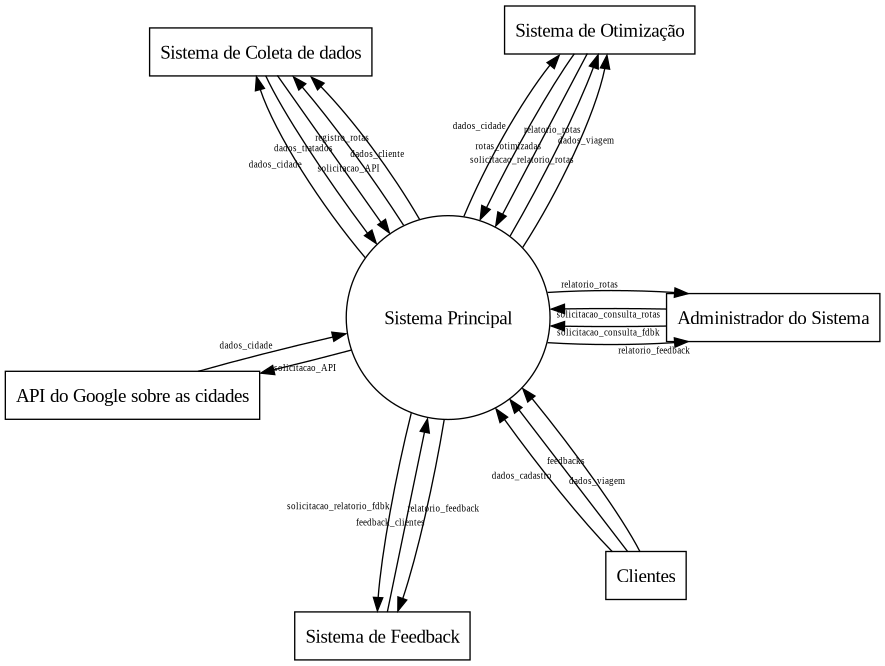 Sistema de Otimização
Sistema de Coleta de dados
dados_cidade
relatorio_rotas
registro_rotas
dados_viagem
rotas_otimizadas
dados_tratados
dados_cliente
solicitacao_relatorio_rotas
dados_cidade
solicitacao_API
relatorio_rotas
solicitacao_consulta_rotas
Sistema Principal
Administrador do Sistema
solicitacao_consulta_fdbk
dados_cidade
relatorio_feedback
solicitacao_API
API do Google sobre as cidades
feedbacks
dados_cadastro
dados_viagem
solicitacao_relatorio_fdbk
relatorio_feedback
feedback_clientes
Clientes
Sistema de Feedback